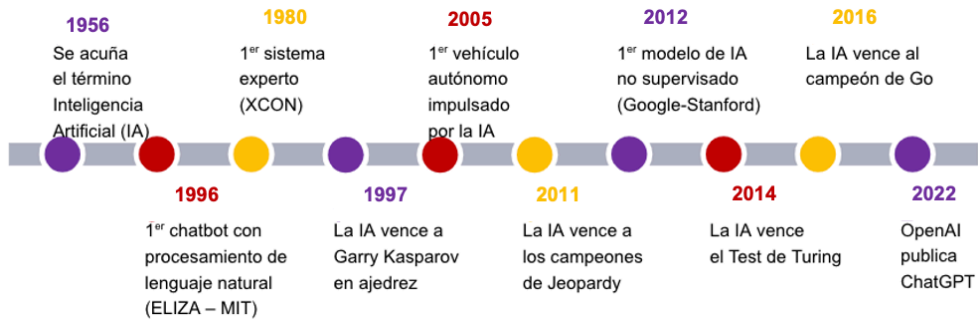 1956
Se acuña
el término
Inteligencia
Artificial (IA)
1996
1er chatbot con
procesamiento de
lenguaje natural
(ELIZA – MIT)
1980
1er sistema
experto
(XCON)
1997
La IA vence a
Garry Kasparov
en ajedrez
2005
1er vehículo
autónomo
impulsado
por la IA
2011
La IA vence a
los campeones
de Jeopardy
2012
1er modelo de IA
no supervisado
(Google-Stanford)
2014
La IA vence
el Test de Turing
2016
La IA vence al
campeón de Go
2022
OpenAI
publica
ChatGPT